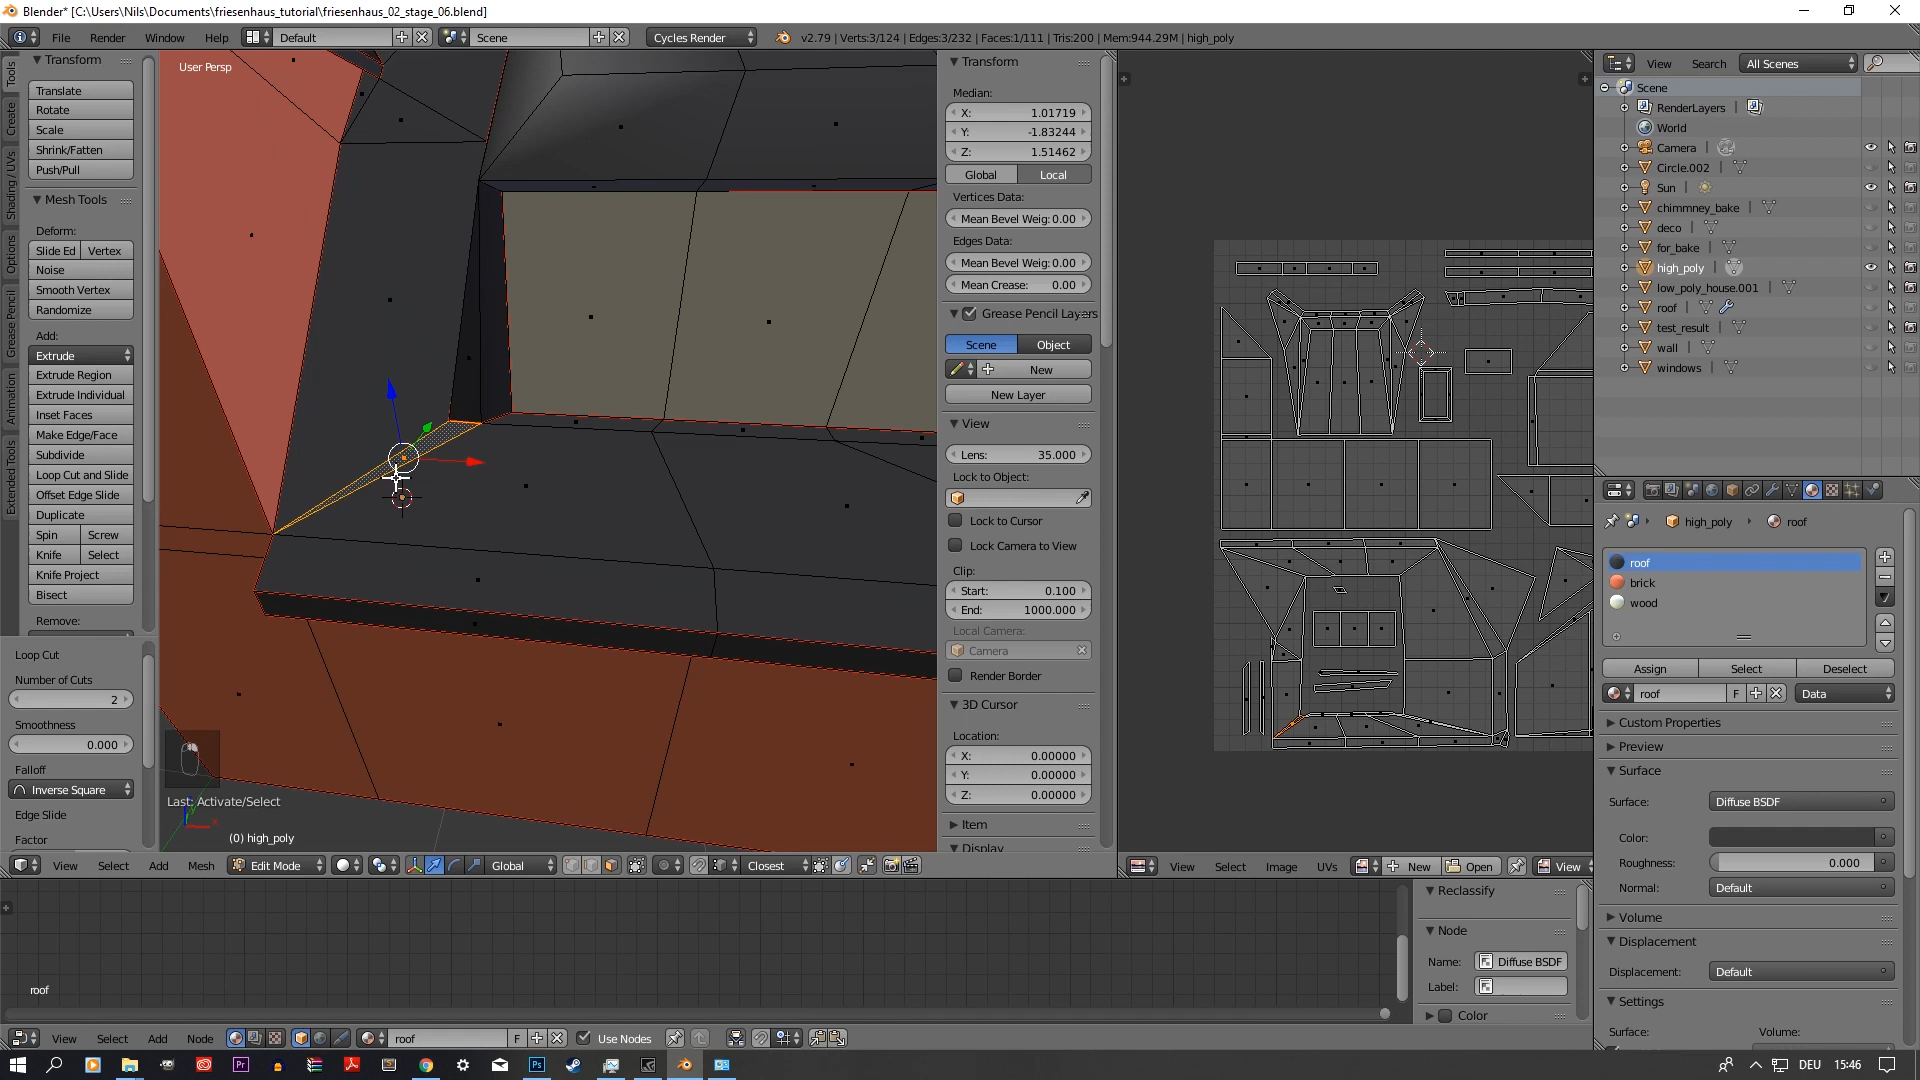 Blender* [C:\Users\Nils\Documents\friesenhaus_tutorial\friesenhaus_02_stage_06.blend]
File Render Window Help Default Scene Cycles Render v2.79 | Verts:3/124 | Edges:3/232 | Faces:1/111 | Tris:200 | Mem:944.29M | high_poly
Tools
Create
Shading / UVs
Options
Grease Pencil
Animation
Extended Tools
Transform
Translate
Rotate
Scale
Shrink/Fatten
Push/Pull
Mesh Tools
Deform:
Slide Ed Vertex
Noise
Smooth Vertex
Randomize
Add:
Extrude
Extrude Region
Extrude Individual
Inset Faces
Make Edge/Face
Subdivide
Loop Cut and Slide
Offset Edge Slide
Duplicate
Spin Screw
Knife Select
Knife Project
Bisect
Remove:
Loop Cut
Number of Cuts
2
Smoothness
0.000
Falloff
Inverse Square
Edge Slide
Factor
User Persp
Last: Activate/Select
(0) high_poly
View Select Add Mesh Edit Mode Global Closest
Transform
Median:
X: 1.01719
Y: -1.83244
Z: 1.51462
Global Local
Vertices Data:
Mean Bevel Weig: 0.00
Edges Data:
Mean Bevel Weig: 0.00
Mean Crease: 0.00
Grease Pencil Layers
Scene Object
New
New Layer
View
Lens: 35.000
Lock to Object:
Lock to Cursor
Lock Camera to View
Clip:
Start: 0.100
End: 1000.000
Local Camera:
Camera
Render Border
3D Cursor
Location:
X: 0.00000
Y: 0.00000
Z: 0.00000
Item
Display
View Select Image UVs New Open View
View Search All Scenes
Scene
RenderLayers |
World
Camera |
Circle.002 |
Sun |
chimmney_bake |
deco |
for_bake |
high_poly |
low_poly_house.001 |
roof |
test_result |
wall |
windows |
high_poly roof
roof
brick
wood
Assign Select Deselect
roof F Data
Custom Properties
Preview
Surface
Surface: Diffuse BSDF
Color:
Roughness: 0.000
Normal: Default
Volume
Displacement
Displacement: Default
Settings
Surface: Volume:
Reclassify
Node
Name: Diffuse BSDF
Label:
Color
roof
View Select Add Node roof F Use Nodes
Pr Ps DEU 15:46